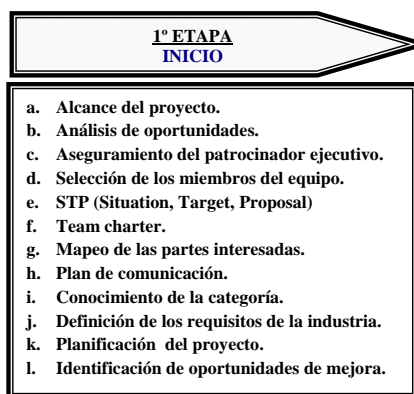 1º ETAPA
INICIO
a. Alcance del proyecto.
b. Análisis de oportunidades.
c. Aseguramiento del patrocinador ejecutivo.
d. Selección de los miembros del equipo.
e. STP (Situation, Target, Proposal)
f. Team charter.
g. Mapeo de las partes interesadas.
h. Plan de comunicación.
i. Conocimiento de la categoría.
j. Definición de los requisitos de la industria.
k. Planificación del proyecto.
l. Identificación de oportunidades de mejora.